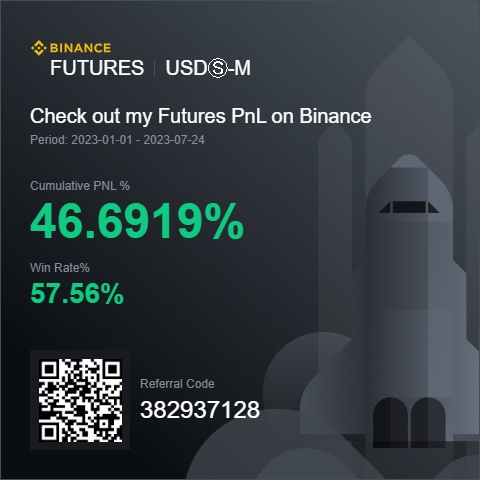 BINANCE
FUTURES | USDⓈ-M
Check out my Futures PnL on Binance
Period: 2023-01-01 - 2023-07-24
Cumulative PNL %
46.6919%
Win Rate%
57.56%
Referral Code
382937128